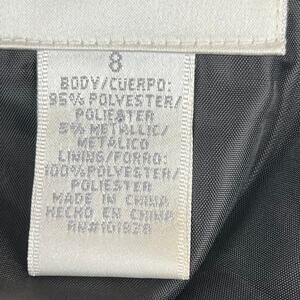 8
BODY/CUERPO:
95% POLYESTER/
POLIESTER
5% METALLIC/
METALICO
LINING/FORRO:
100% POLYESTER/
POLIESTER
MADE IN CHINA
HECHO EN CHINA
RN#101828